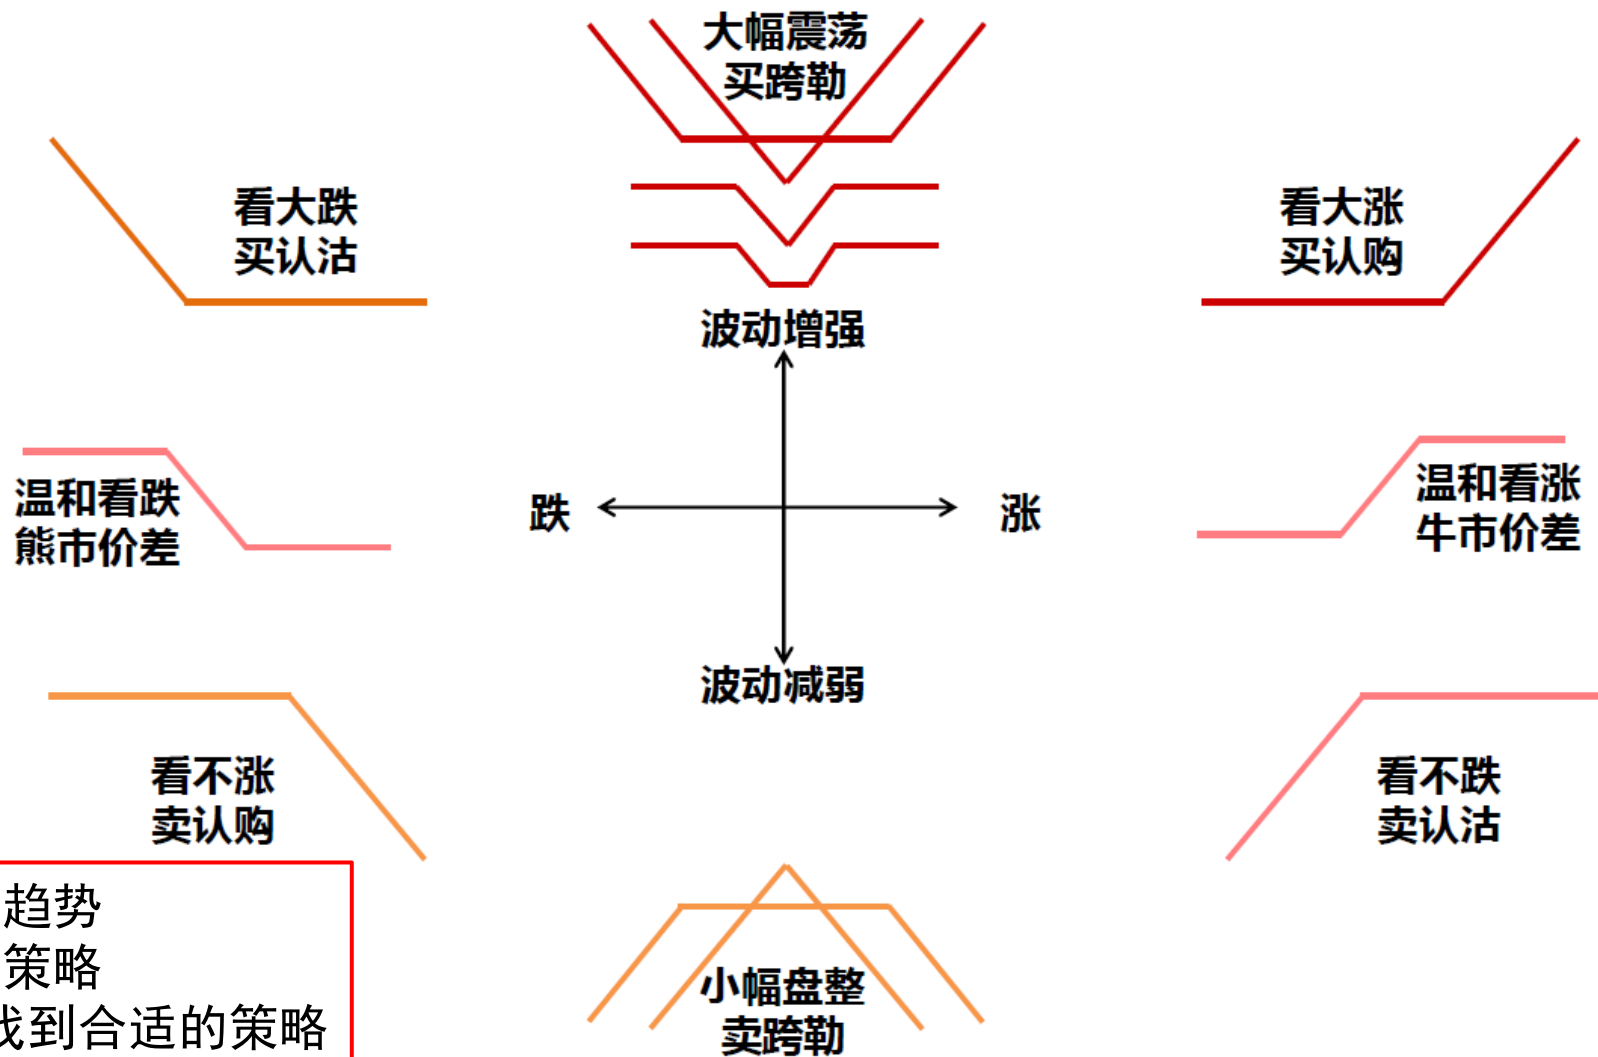 大幅震荡
买跨勒
看大跌
买认沽
看大涨
买认购
波动增强
温和看跌
熊市价差
跌
涨
温和看涨
牛市价差
波动减弱
看不涨
卖认购
看不跌
卖认沽
趋势
策略
找到合适的策略
小幅盘整
卖跨勒